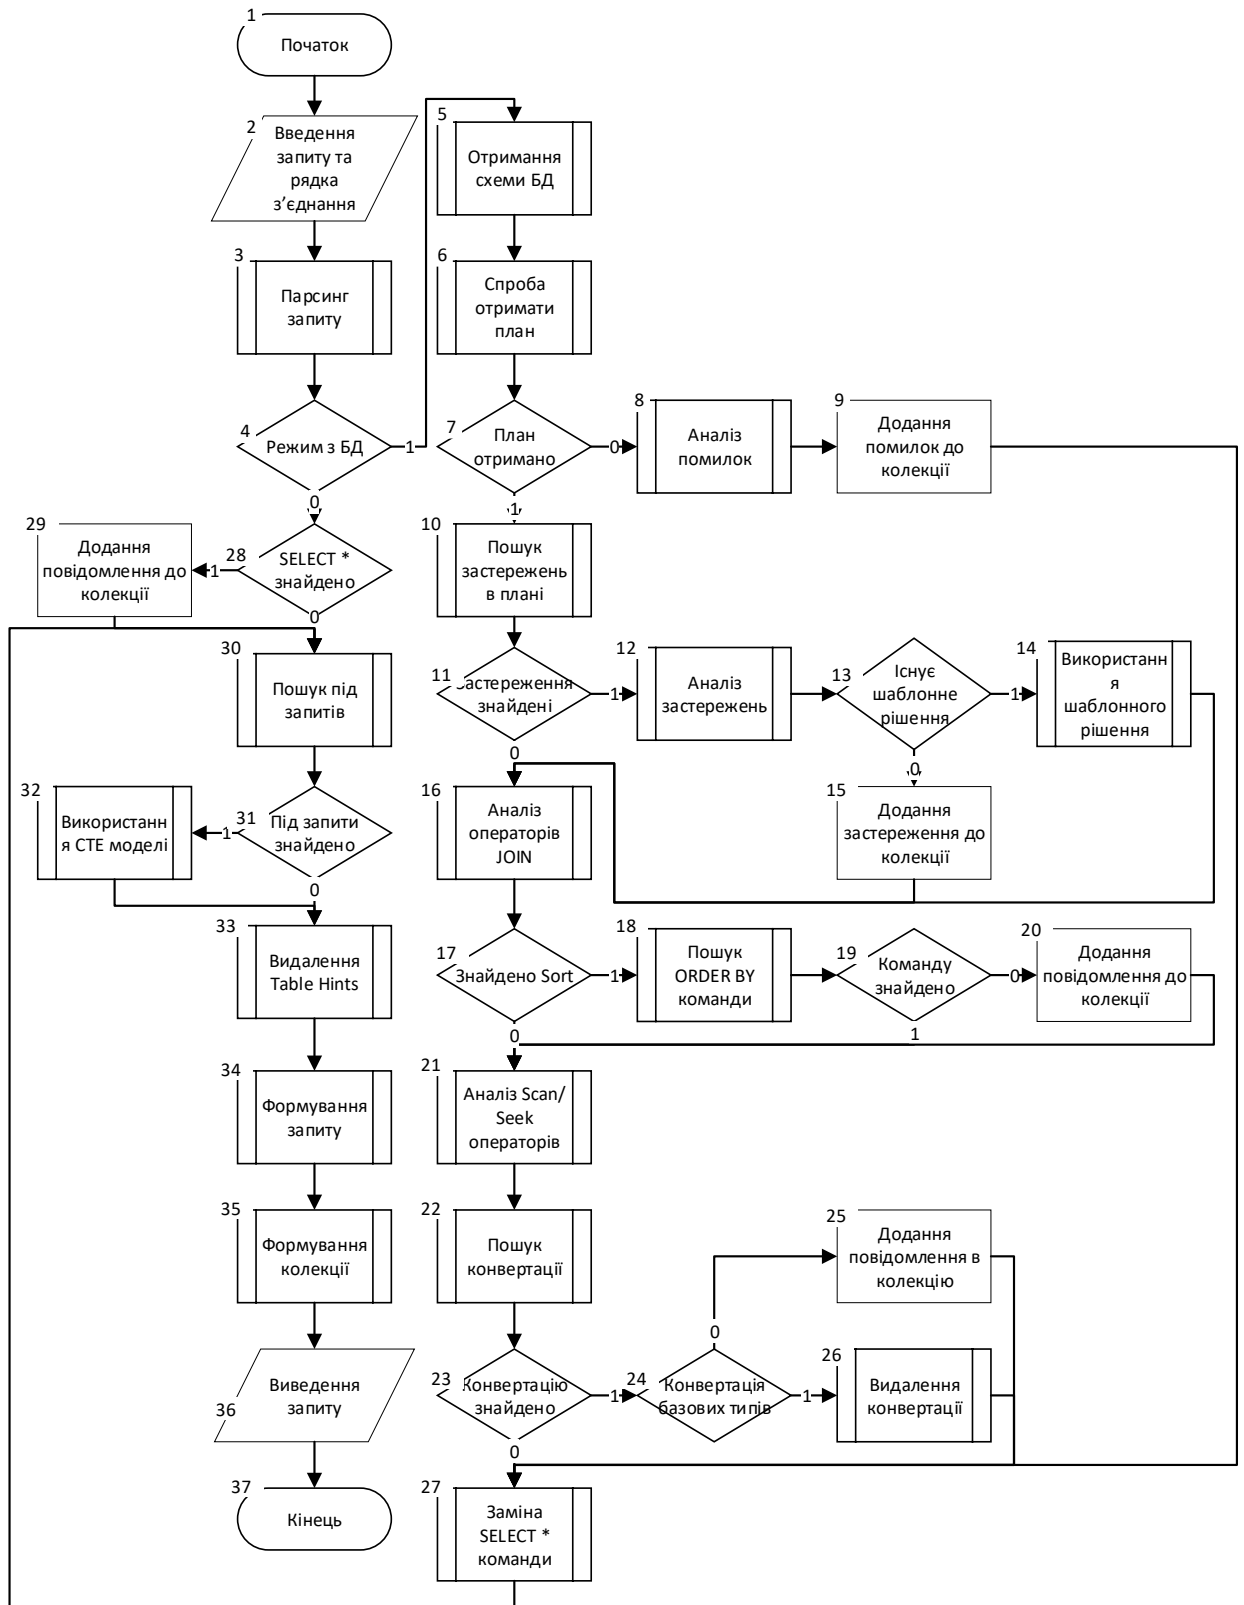 1
Початок
2
Введення
запиту та
рядка
з’єднання
3
Парсинг
запиту
4
Режим з БД
1
0
5
Отримання
схеми БД
6
Спроба
отримати
план
7
План
отримано
0
1
8
Аналіз
помилок
9
Додання
помилок до
колекції
10
Пошук
застережень
в плані
11
Застереження
знайдені
1
0
12
Аналіз
застережень
13
Існує
шаблонне
рішення
1
0
14
Використанн
я
шаблонного
рішення
15
Додання
застереження до
колекції
16
Аналіз
операторів
JOIN
17
Знайдено Sort
1
0
18
Пошук
ORDER BY
команди
19
Команду
знайдено
0
1
20
Додання
повідомлення до
колекції
21
Аналіз Scan/
Seek
операторів
22
Пошук
конвертації
23
Конвертацію
знайдено
1
0
24
Конвертація
базових типів
0
1
25
Додання
повідомлення в
колекцію
26
Видалення
конвертації
27
Заміна
SELECT *
команди
28
SELECT *
знайдено
1
0
29
Додання
повідомлення до
колекції
30
Пошук під
запитів
31
Під запити
знайдено
1
0
32
Використанн
я CTE моделі
33
Видалення
Table Hints
34
Формування
запиту
35
Формування
колекції
36
Виведення
запиту
37
Кінець